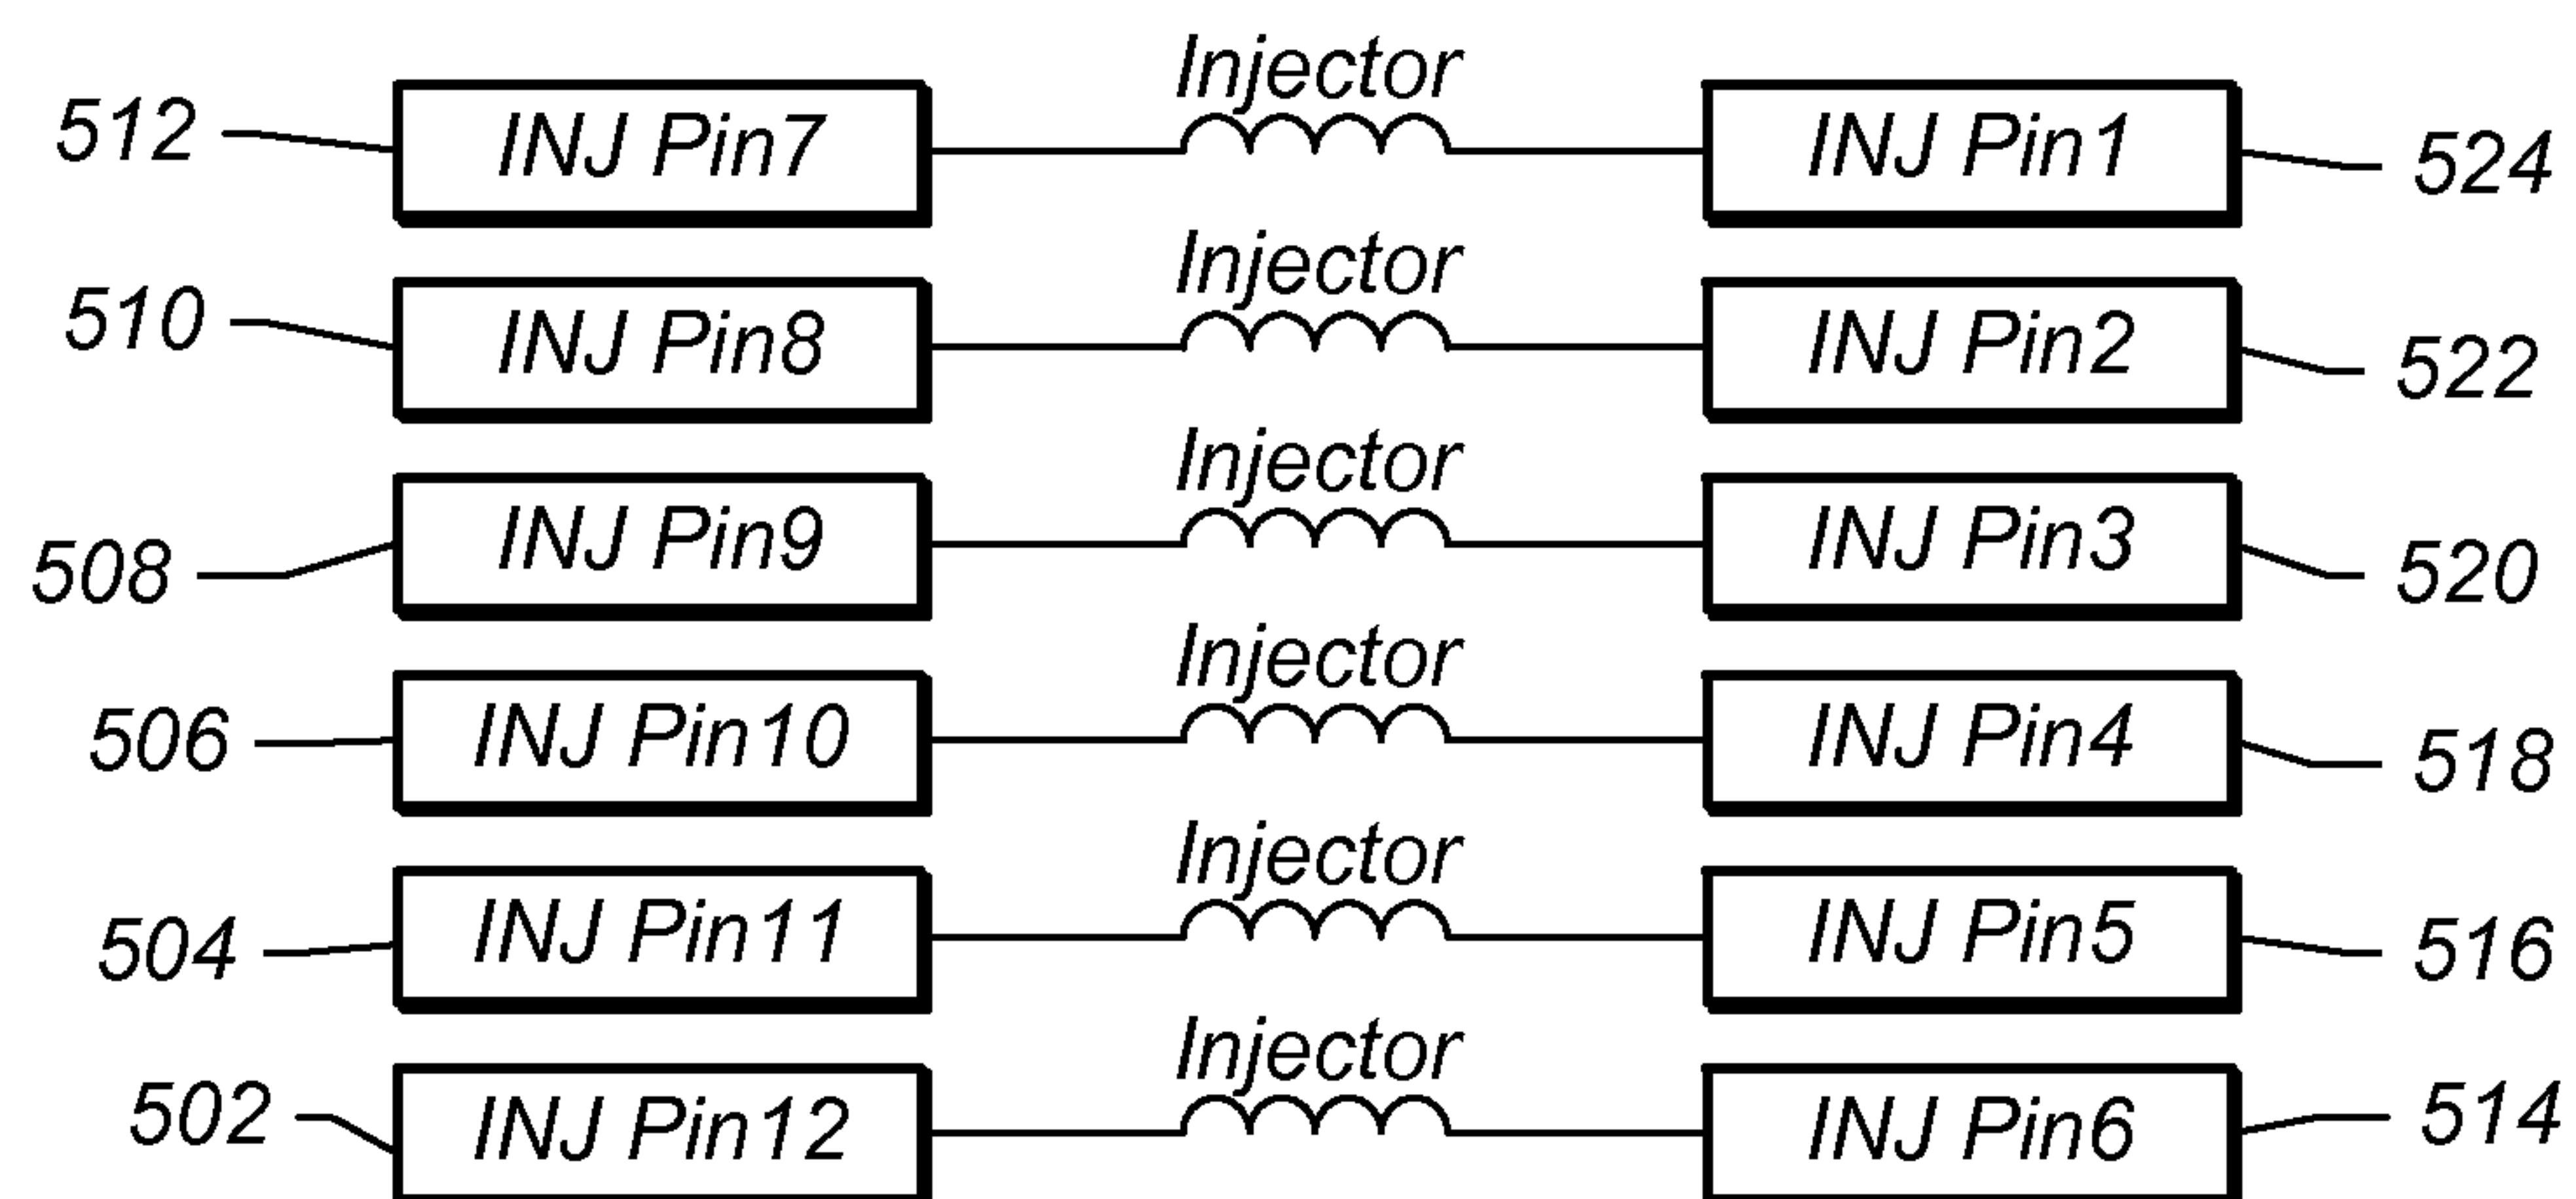 Injector
512 INJ Pin7 INJ Pin1 524
Injector
510 INJ Pin8 INJ Pin2 522
Injector
508 INJ Pin9 INJ Pin3 520
Injector
506 INJ Pin10 INJ Pin4 518
Injector
504 INJ Pin11 INJ Pin5 516
Injector
502 INJ Pin12 INJ Pin6 514